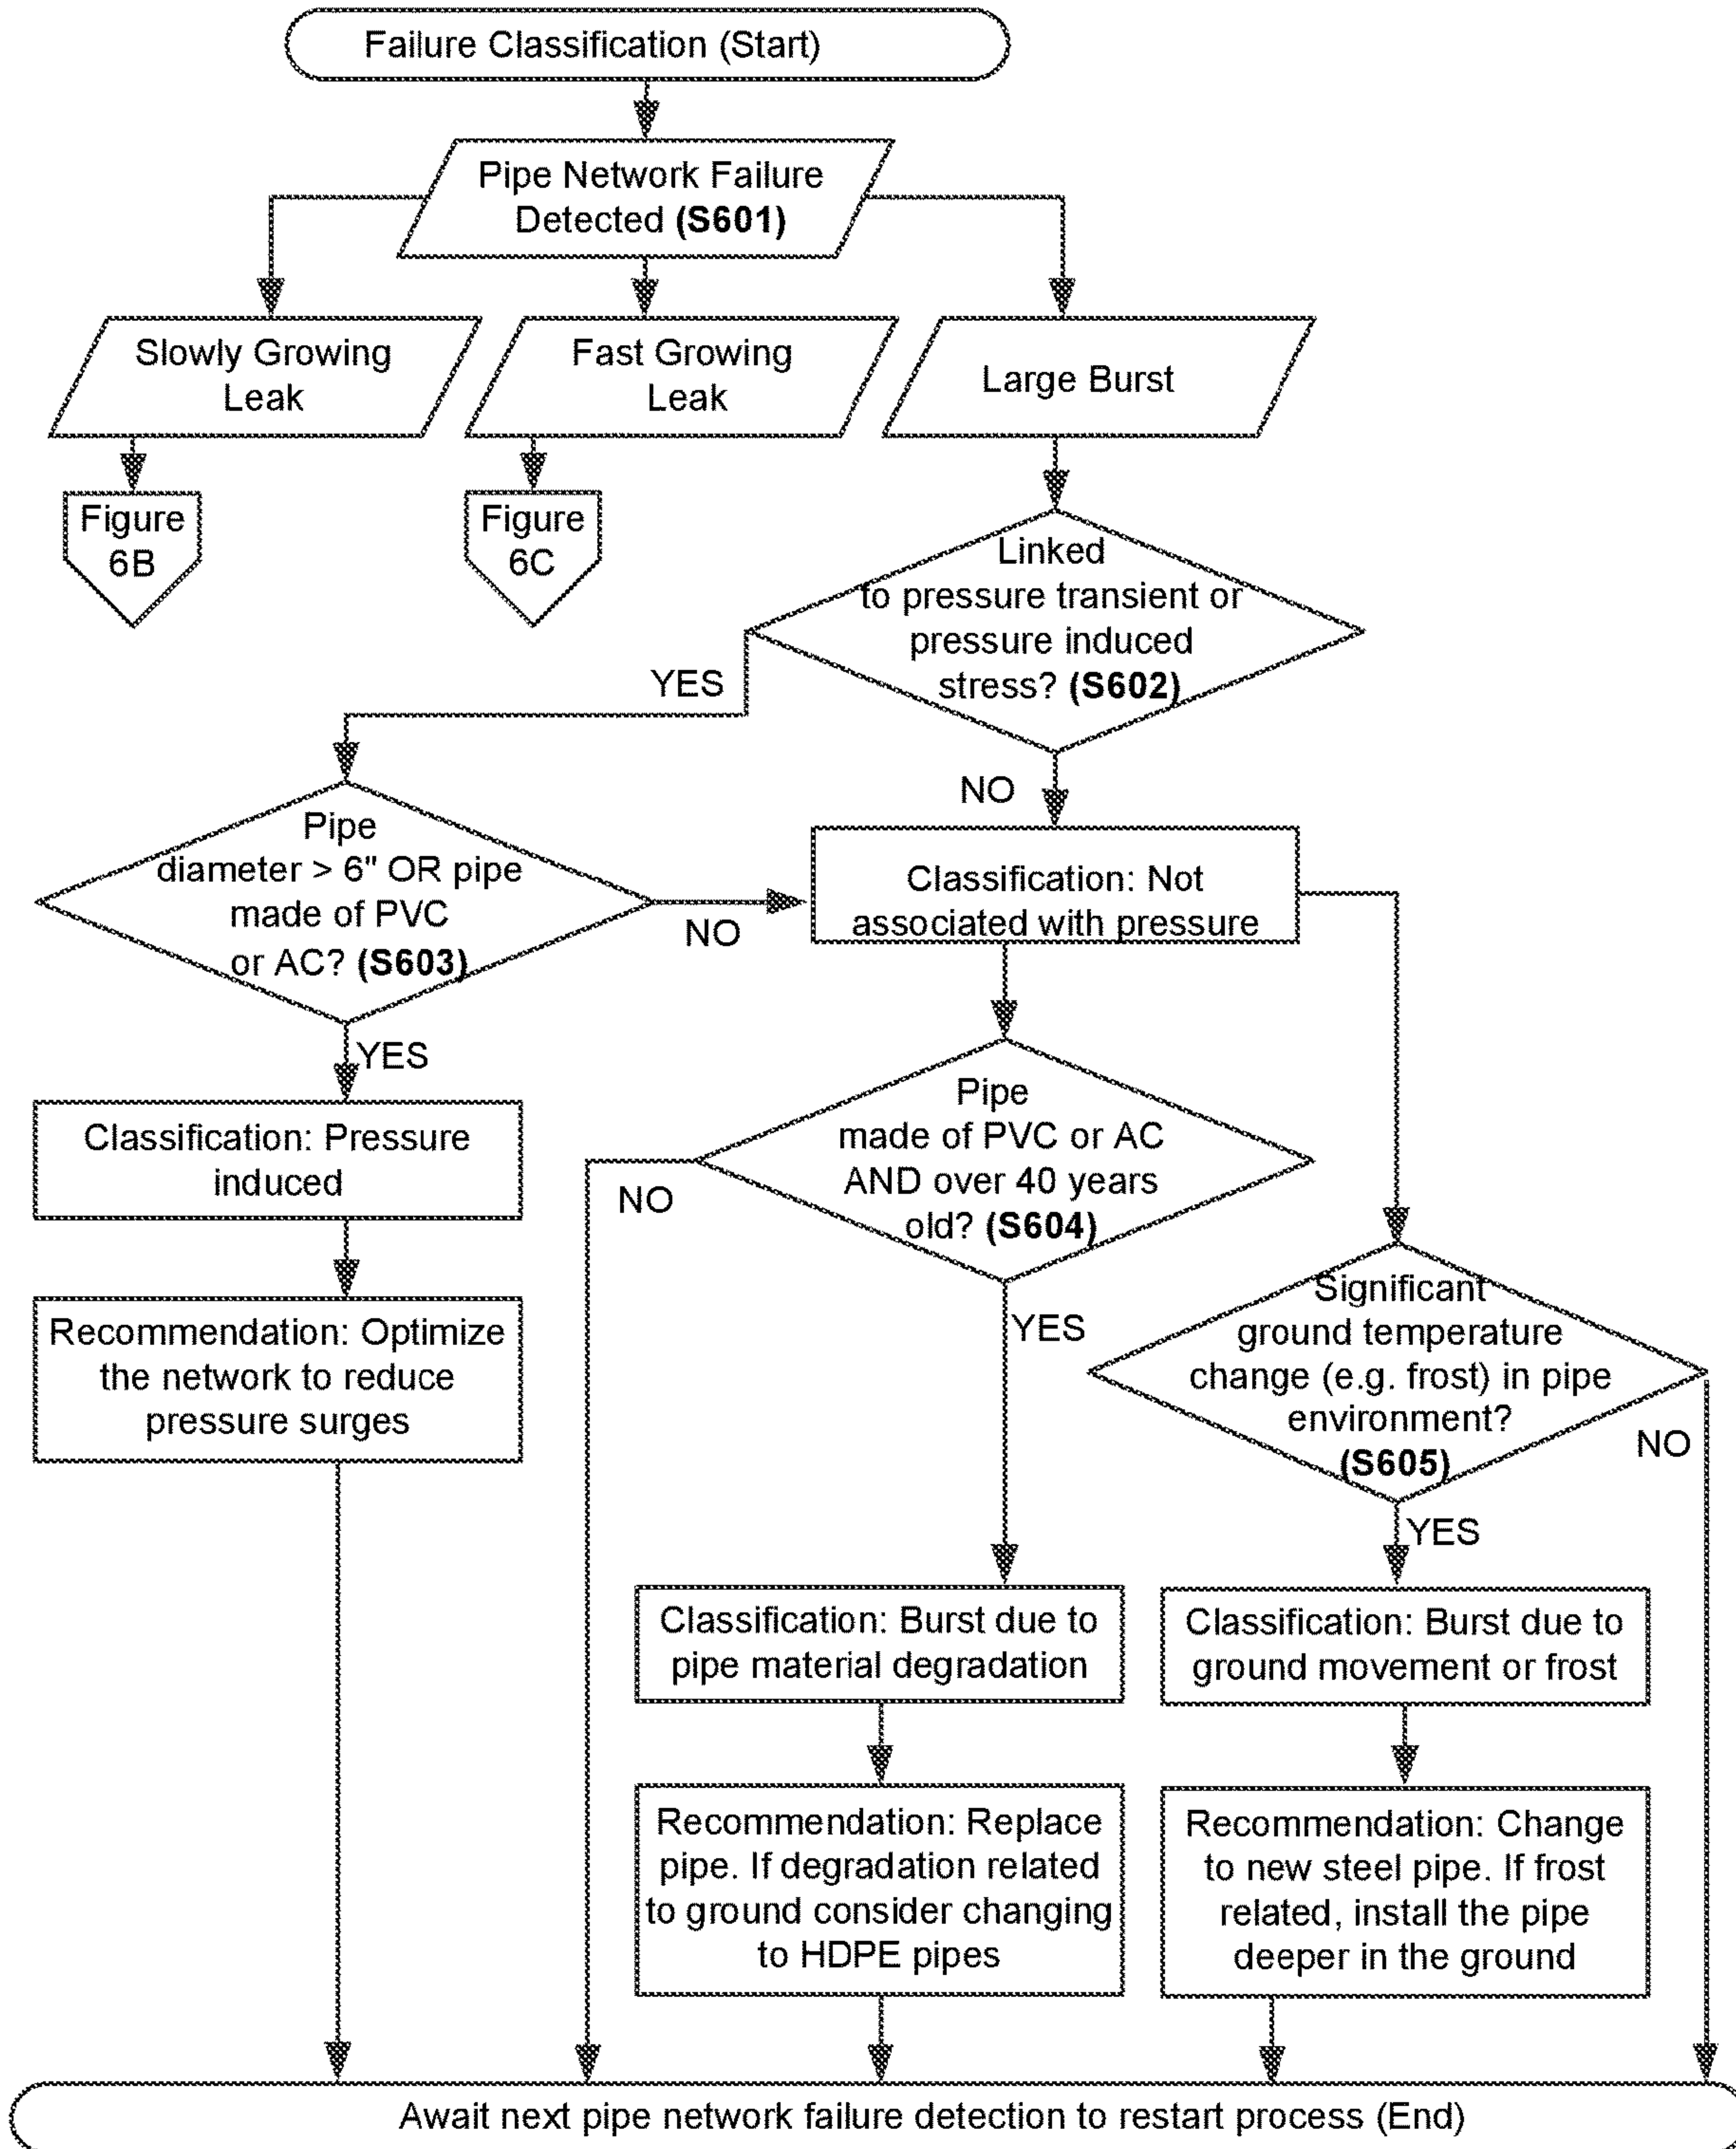 Failure Classification (Start)
Pipe Network Failure
Detected (S601)
Slowly Growing
Leak
Fast Growing
Leak
Large Burst
Figure
6B
Figure
6C
Linked
to pressure transient or
pressure induced
stress? (S602)
YES
NO
Pipe
diameter > 6" OR pipe
made of PVC
or AC? (S603)
NO
YES
Classification: Not
associated with pressure
Classification: Pressure
induced
Recommendation: Optimize
the network to reduce
pressure surges
Pipe
made of PVC or AC
AND over 40 years
old? (S604)
NO
YES
Significant
ground temperature
change (e.g. frost) in pipe
environment?
(S605)
NO
YES
Classification: Burst due to
pipe material degradation
Classification: Burst due to
ground movement or frost
Recommendation: Replace
pipe. If degradation related
to ground consider changing
to HDPE pipes
Recommendation: Change
to new steel pipe. If frost
related, install the pipe
deeper in the ground
Await next pipe network failure detection to restart process (End)